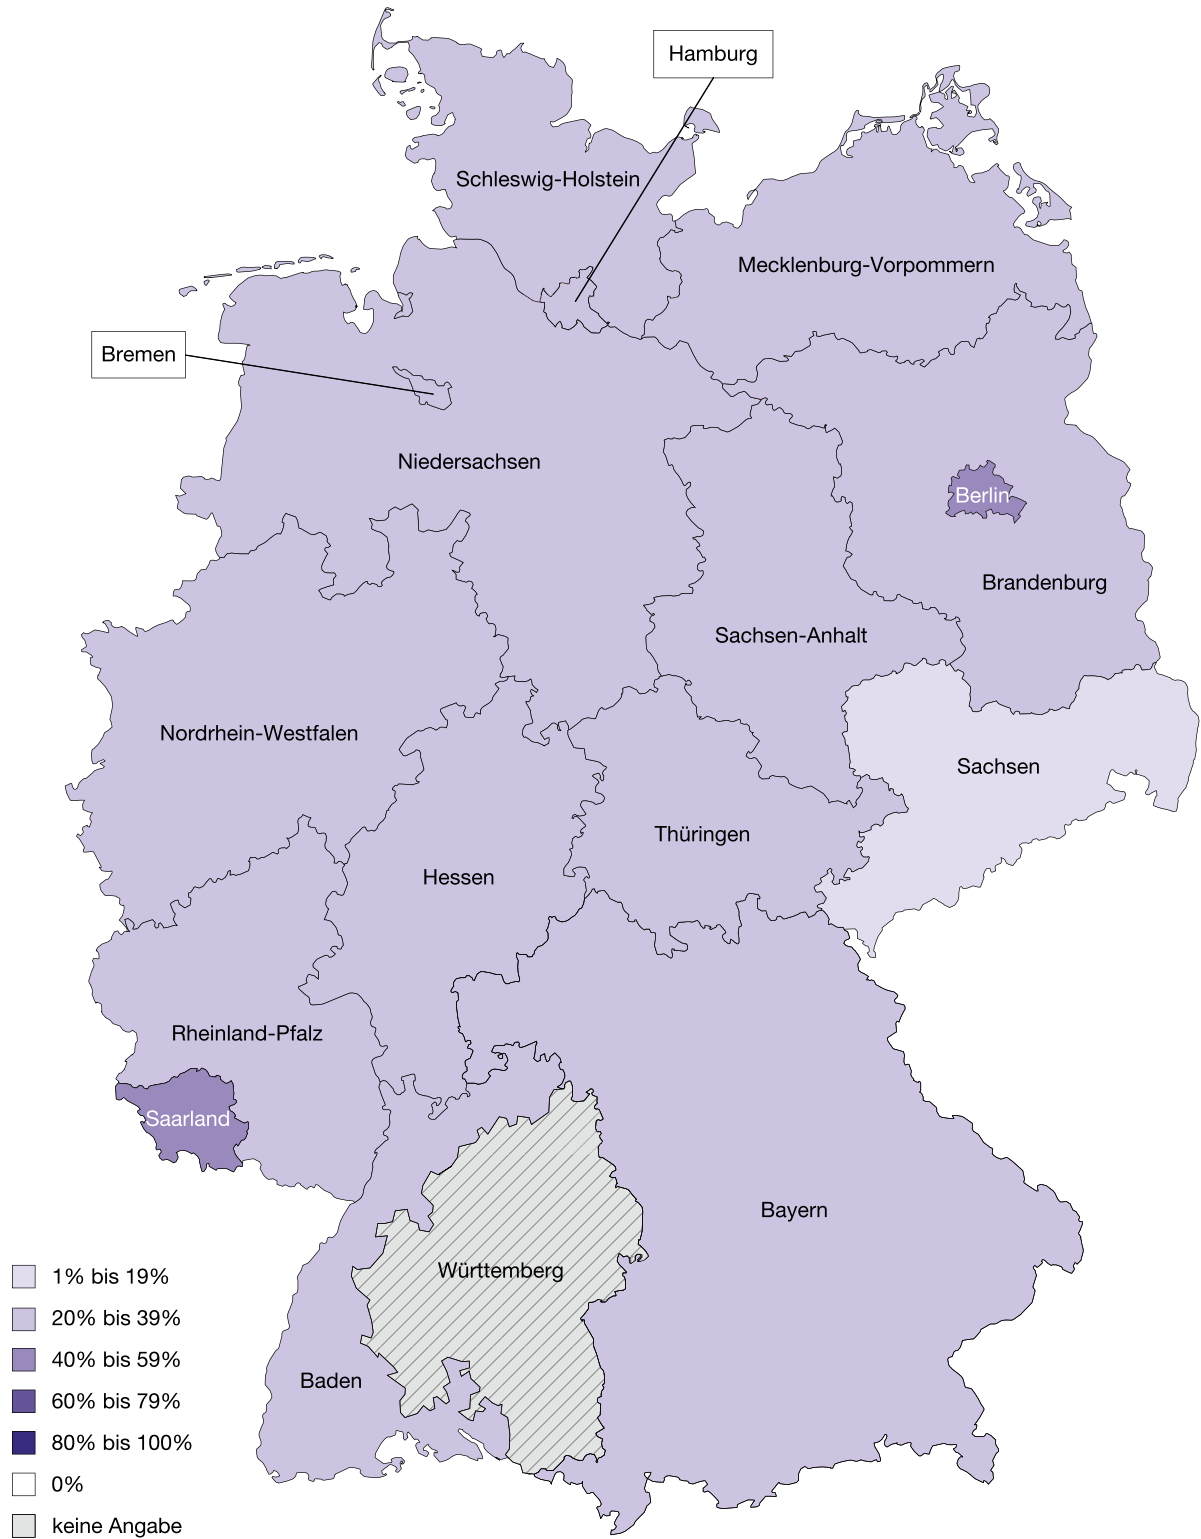 Hamburg
Schleswig-Holstein
Mecklenburg-Vorpommern
Bremen
Niedersachsen
Berlin
Brandenburg
Sachsen-Anhalt
Nordrhein-Westfalen
Sachsen
Thüringen
Hessen
Rheinland-Pfalz
Saarland
Bayern
Württemberg
Baden
1% bis 19%
20% bis 39%
40% bis 59%
60% bis 79%
80% bis 100%
0%
keine Angabe